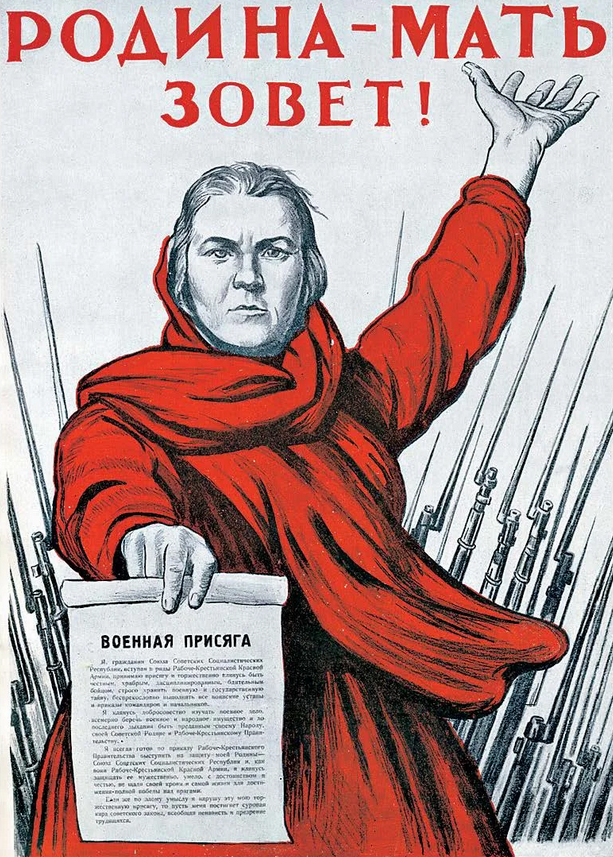 РОДИНА-МАТЬ
ЗОВЕТ!
ВОЕННАЯ ПРИСЯГА
Я, гражданин Союза Советских Социалистических
Республик, вступая в ряды Рабоче-Крестьянской Красной
Армии, принимаю присягу и торжественно клянусь быть
честным, храбрым, дисциплинированным, бдительным
бойцом, строго хранить военную и государственную
тайну, беспрекословно выполнять все воинские уставы
и приказы командиров и начальников.
Я клянусь добросовестно изучать военное дело,
всемерно беречь военное и народное имущество и до
последнего дыхания быть преданным своему Народу,
своей Советской Родине и Рабоче-Крестьянскому Прави-
тельству.
Я всегда готов по приказу Рабоче-Крестьянского
Правительства выступить на защиту моей Родины—
Союза Советских Социалистических Республик и, как
воин Рабоче-Крестьянской Красной Армии, я клянусь
защищать ее мужественно, умело, с достоинством и
честью, не щадя своей крови и самой жизни для дости-
жения полной победы над врагами.
Если же по злому умыслу я нарушу эту мою тор-
жественную присягу, то пусть меня постигнет суровая
кара советского закона, всеобщая ненависть и презрение
трудящихся.